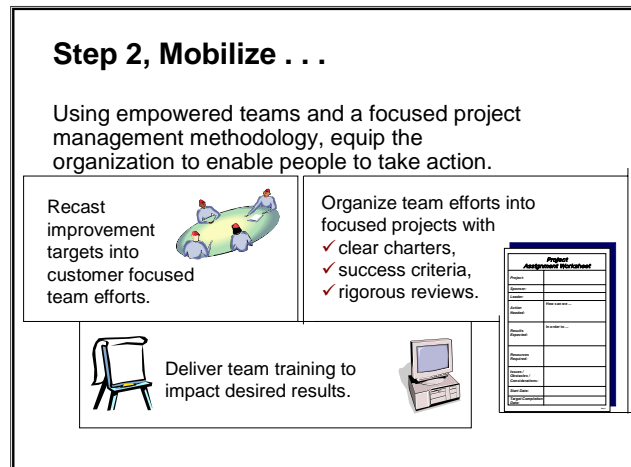 Step 2, Mobilize . . .
Using empowered teams and a focused project
management methodology, equip the
organization to enable people to take action.
Recast
improvement
targets into
customer focused
team efforts.
Organize team efforts into
focused projects with
✓ clear charters,
✓ success criteria,
✓ rigorous reviews.
Project
Assignment Worksheet
Project
Sponsor:
Leader:
Action
Needed:
How can we ...
Results
Expected:
In order to ...
Resources
Required:
Issues /
Obstacles /
Considerations:
Start Date:
Target Completion
Date:
Deliver team training to
impact desired results.